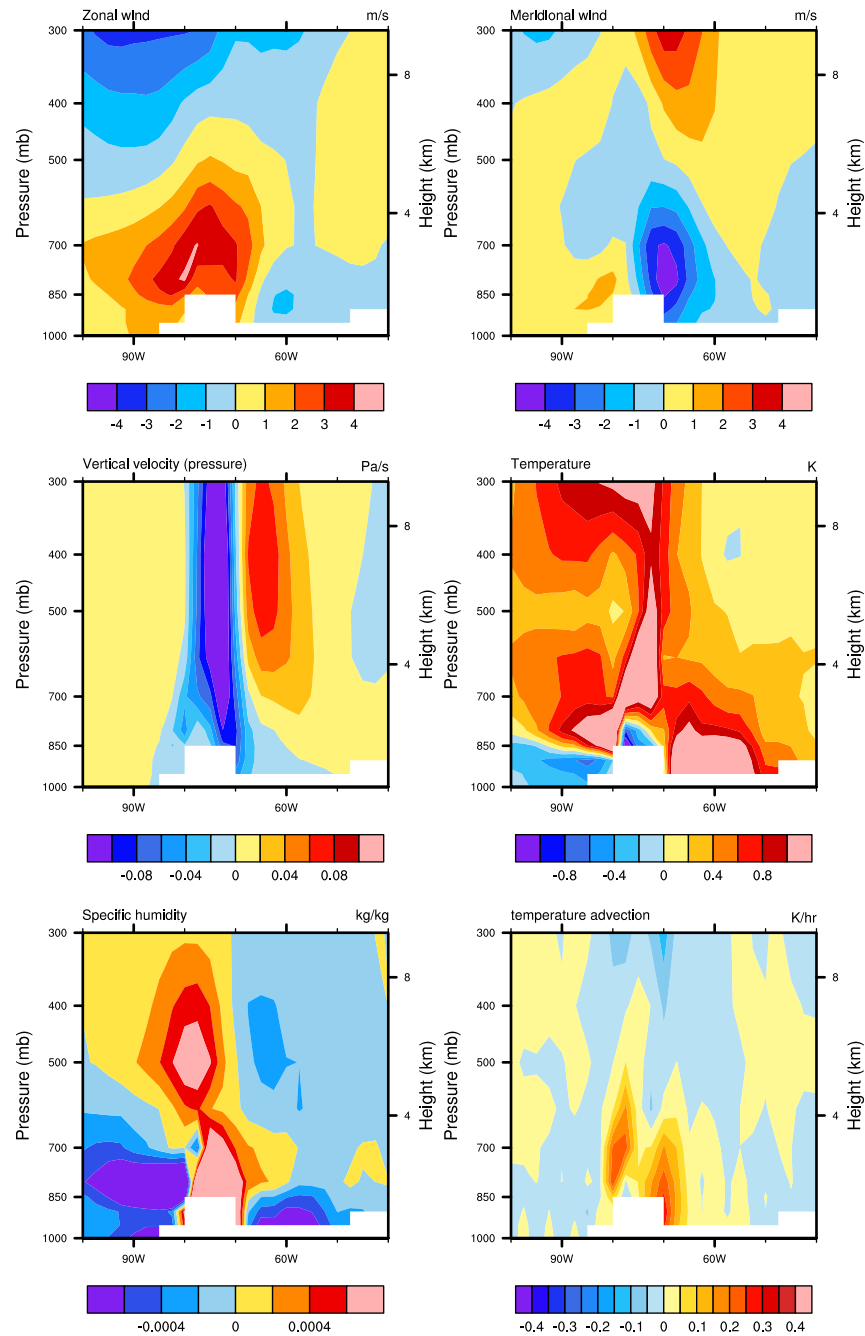 Zonal wind m/s
300
400
500
700
850
1000
Pressure (mb)
8
4
Height (km)
90W 60W
-4 -3 -2 -1 0 1 2 3 4
Meridional wind m/s
300
400
500
700
850
1000
Pressure (mb)
8
4
Height (km)
90W 60W
-4 -3 -2 -1 0 1 2 3 4
Vertical velocity (pressure) Pa/s
300
400
500
700
850
1000
Pressure (mb)
8
4
Height (km)
90W 60W
-0.08 -0.04 0 0.04 0.08
Temperature K
300
400
500
700
850
1000
Pressure (mb)
8
4
Height (km)
90W 60W
-0.8 -0.4 0 0.4 0.8
Specific humidity kg/kg
300
400
500
700
850
1000
Pressure (mb)
8
4
Height (km)
90W 60W
-0.0004 0 0.0004
temperature advection K/hr
300
400
500
700
850
1000
Pressure (mb)
8
4
Height (km)
90W 60W
-0.4 -0.3 -0.2 -0.1 0 0.1 0.2 0.3 0.4